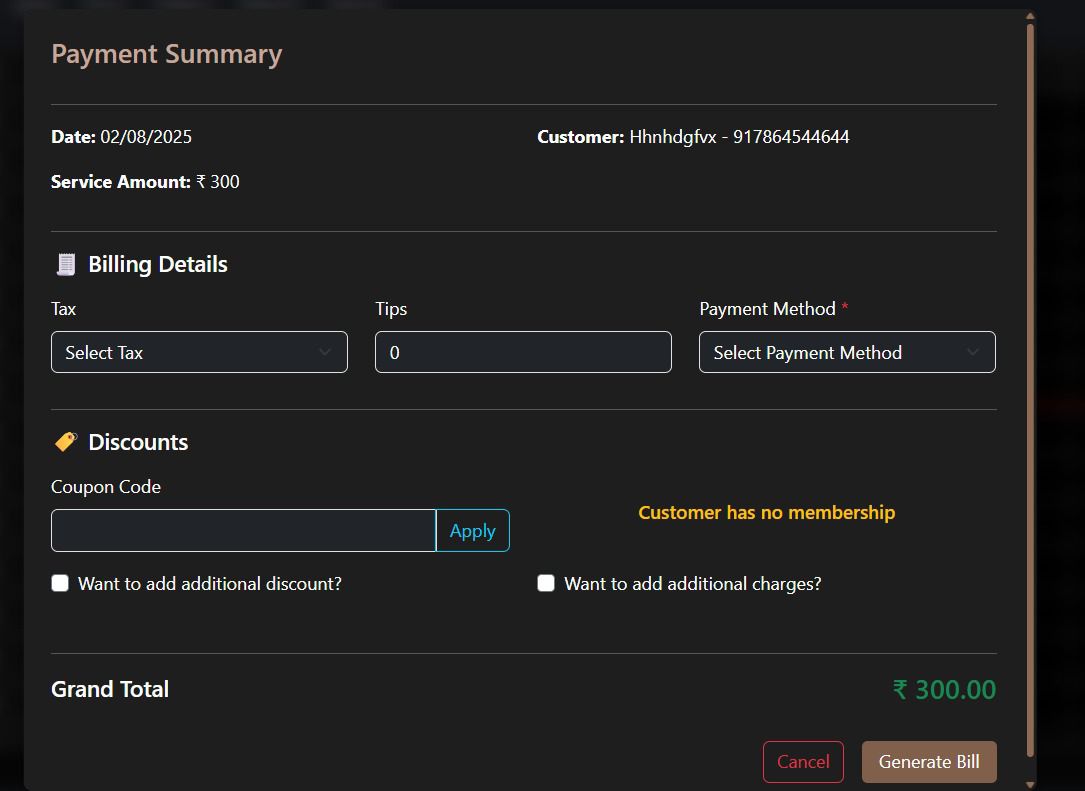 Payment Summary
Date: 02/08/2025 Customer: Hhnhdgfvx - 917864544644
Service Amount: ₹ 300
Billing Details
Tax Tips Payment Method *
Select Tax 0 Select Payment Method
Discounts
Coupon Code
Customer has no membership
Apply
Want to add additional discount? Want to add additional charges?
Grand Total ₹ 300.00
Cancel Generate Bill